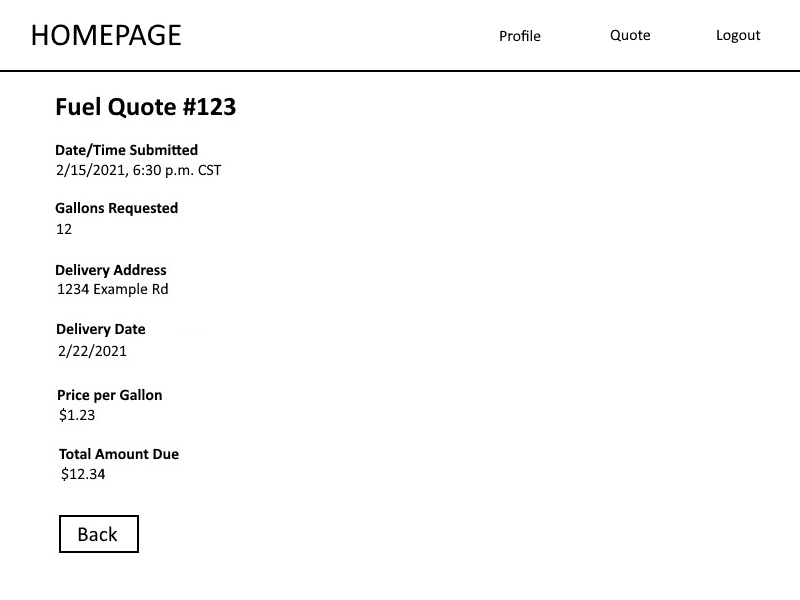 HOMEPAGE Profile Quote Logout
Fuel Quote #123
Date/Time Submitted
2/15/2021, 6:30 p.m. CST
Gallons Requested
12
Delivery Address
1234 Example Rd
Delivery Date
2/22/2021
Price per Gallon
$1.23
Total Amount Due
$12.34
Back